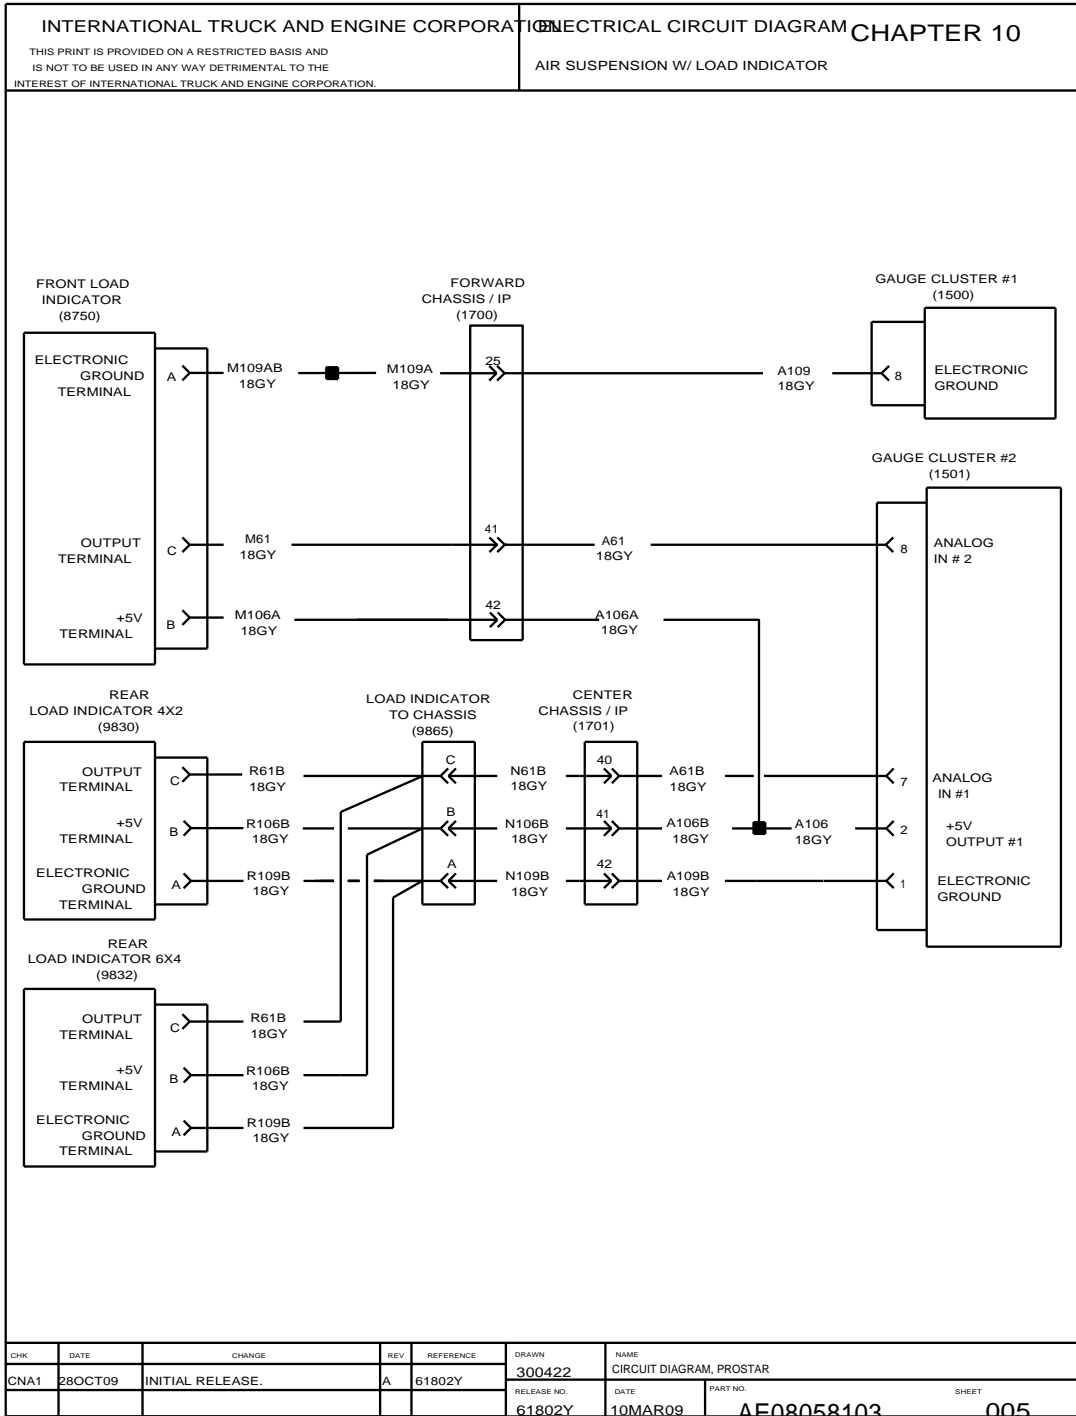 INTERNATIONAL TRUCK AND ENGINE CORPORATION
THIS PRINT IS PROVIDED ON A RESTRICTED BASIS AND
IS NOT TO BE USED IN ANY WAY DETRIMENTAL TO THE
INTEREST OF INTERNATIONAL TRUCK AND ENGINE CORPORATION.
ELECTRICAL CIRCUIT DIAGRAM
CHAPTER 10
AIR SUSPENSION W/ LOAD INDICATOR
FRONT LOAD
INDICATOR
(8750)
FORWARD
CHASSIS / IP
(1700)
GAUGE CLUSTER #1
(1500)
ELECTRONIC
GROUND
TERMINAL
A
M109AB
18GY
M109A
18GY
25
A109
18GY
8
ELECTRONIC
GROUND
GAUGE CLUSTER #2
(1501)
OUTPUT
TERMINAL
C
M61
18GY
41
A61
18GY
8
ANALOG
IN # 2
+5V
TERMINAL
B
M106A
18GY
42
A106A
18GY
REAR
LOAD INDICATOR 4X2
(9830)
LOAD INDICATOR
TO CHASSIS
(9865)
CENTER
CHASSIS / IP
(1701)
OUTPUT
TERMINAL
C
R61B
18GY
C
N61B
18GY
40
A61B
18GY
7
ANALOG
IN #1
+5V
TERMINAL
B
R106B
18GY
B
N106B
18GY
41
A106B
18GY
A106
18GY
2
+5V
OUTPUT #1
ELECTRONIC
GROUND
TERMINAL
A
R109B
18GY
A
N109B
18GY
42
A109B
18GY
1
ELECTRONIC
GROUND
REAR
LOAD INDICATOR 6X4
(9832)
OUTPUT
TERMINAL
C
R61B
18GY
+5V
TERMINAL
B
R106B
18GY
ELECTRONIC
GROUND
TERMINAL
A
R109B
18GY
CHK DATE CHANGE REV REFERENCE
CNA1 28OCT09 INITIAL RELEASE. A 61802Y
DRAWN
300422
NAME
CIRCUIT DIAGRAM, PROSTAR
RELEASE NO.
61802Y
DATE
10MAR09
PART NO.
AE08058103
SHEET
005